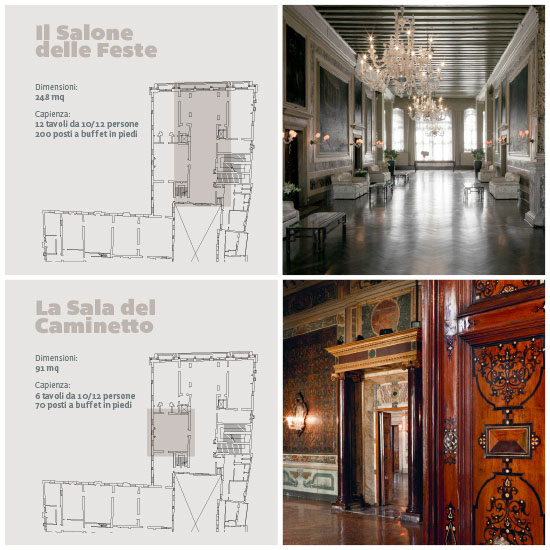 Il Salone
delle Feste
Dimensioni:
248 mq
Capienza:
12 tavoli da 10/12 persone
200 posti a buffet in piedi
La Sala del
Caminetto
Dimensioni:
91 mq
Capienza:
6 tavoli da 10/12 persone
70 posti a buffet in piedi